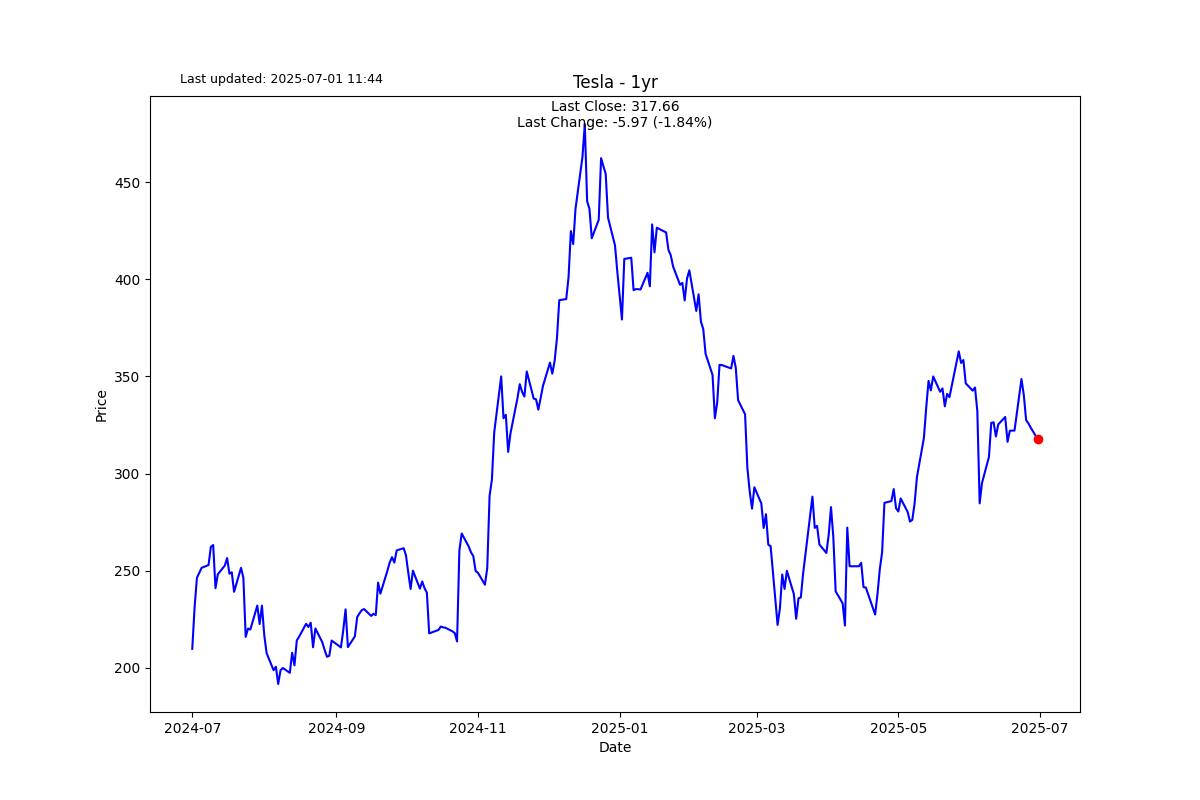 Last updated: 2025-07-01 11:44
Tesla - 1yr
Last Close: 317.66
Last Change: -5.97 (-1.84%)
Price
450
400
350
300
250
200
2024-07
2024-09
2024-11
2025-01
2025-03
2025-05
2025-07
Date